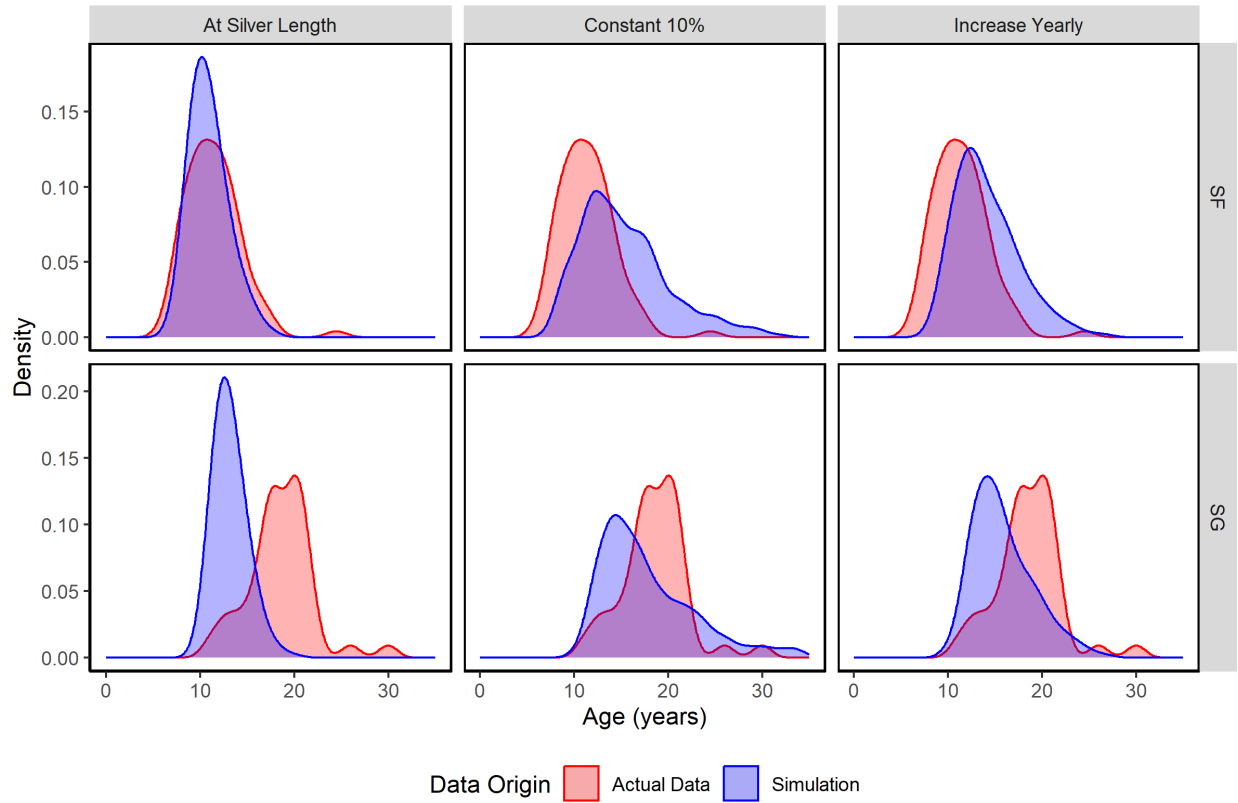 At Silver Length Constant 10% Increase Yearly
Density
0.15
0.10
0.05
0.00
SF
0.20
0.15
0.10
0.05
0.00
SG
0 10 20 30 0 10 20 30 0 10 20 30
Age (years)
Data Origin Actual Data Simulation